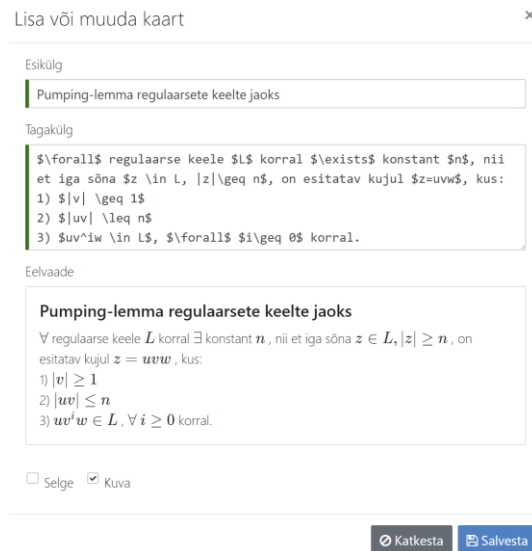 Lisa või muuda kaart
×
Esikülg
Pumping-lemma regulaarsete keelte jaoks
Tagakülg
$\forall$ regulaarse keele $L$ korral $\exists$ konstant $n$, nii
et iga sõna $z \in L, |z|\geq n$, on esitatav kujul $z=uvw$, kus:
1) $|v| \geq 1$
2) $|uv| \leq n$
3) $uv^iw \in L$, $\forall$ $i\geq 0$ korral.
Eelvaade
Pumping-lemma regulaarsete keelte jaoks
∀ regulaarse keele L korral ∃ konstant n , nii et iga sõna z ∈ L, |z| ≥ n , on
esitatav kujul z = uvw , kus:
1) |v| ≥ 1
2) |uv| ≤ n
3) uvⁱw ∈ L , ∀ i ≥ 0 korral.
Selge Kuva
Katkesta Salvesta